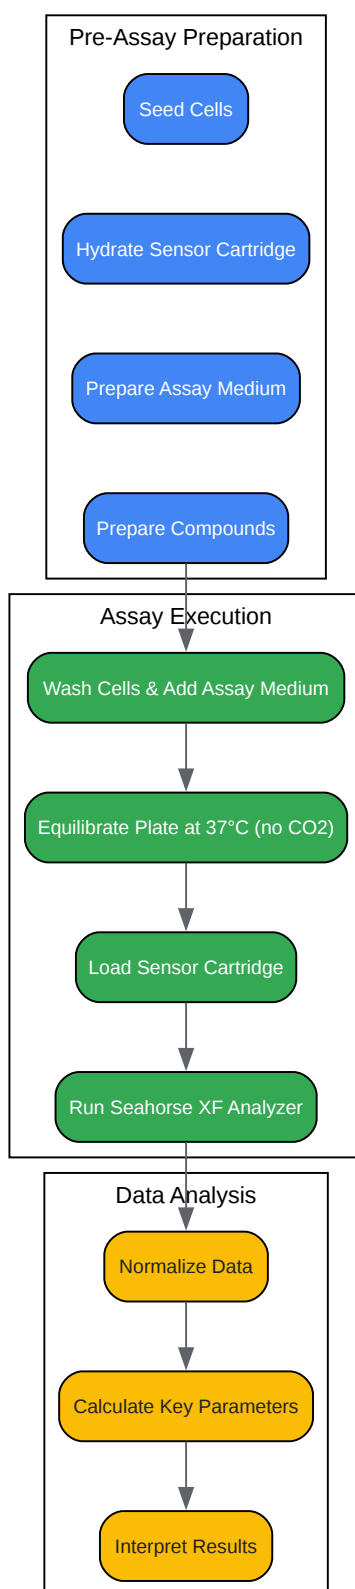 Pre-Assay Preparation
Seed Cells
Hydrate Sensor Cartridge
Prepare Assay Medium
Prepare Compounds
Assay Execution
Wash Cells & Add Assay Medium
Equilibrate Plate at 37°C (no CO2)
Load Sensor Cartridge
Run Seahorse XF Analyzer
Data Analysis
Normalize Data
Calculate Key Parameters
Interpret Results